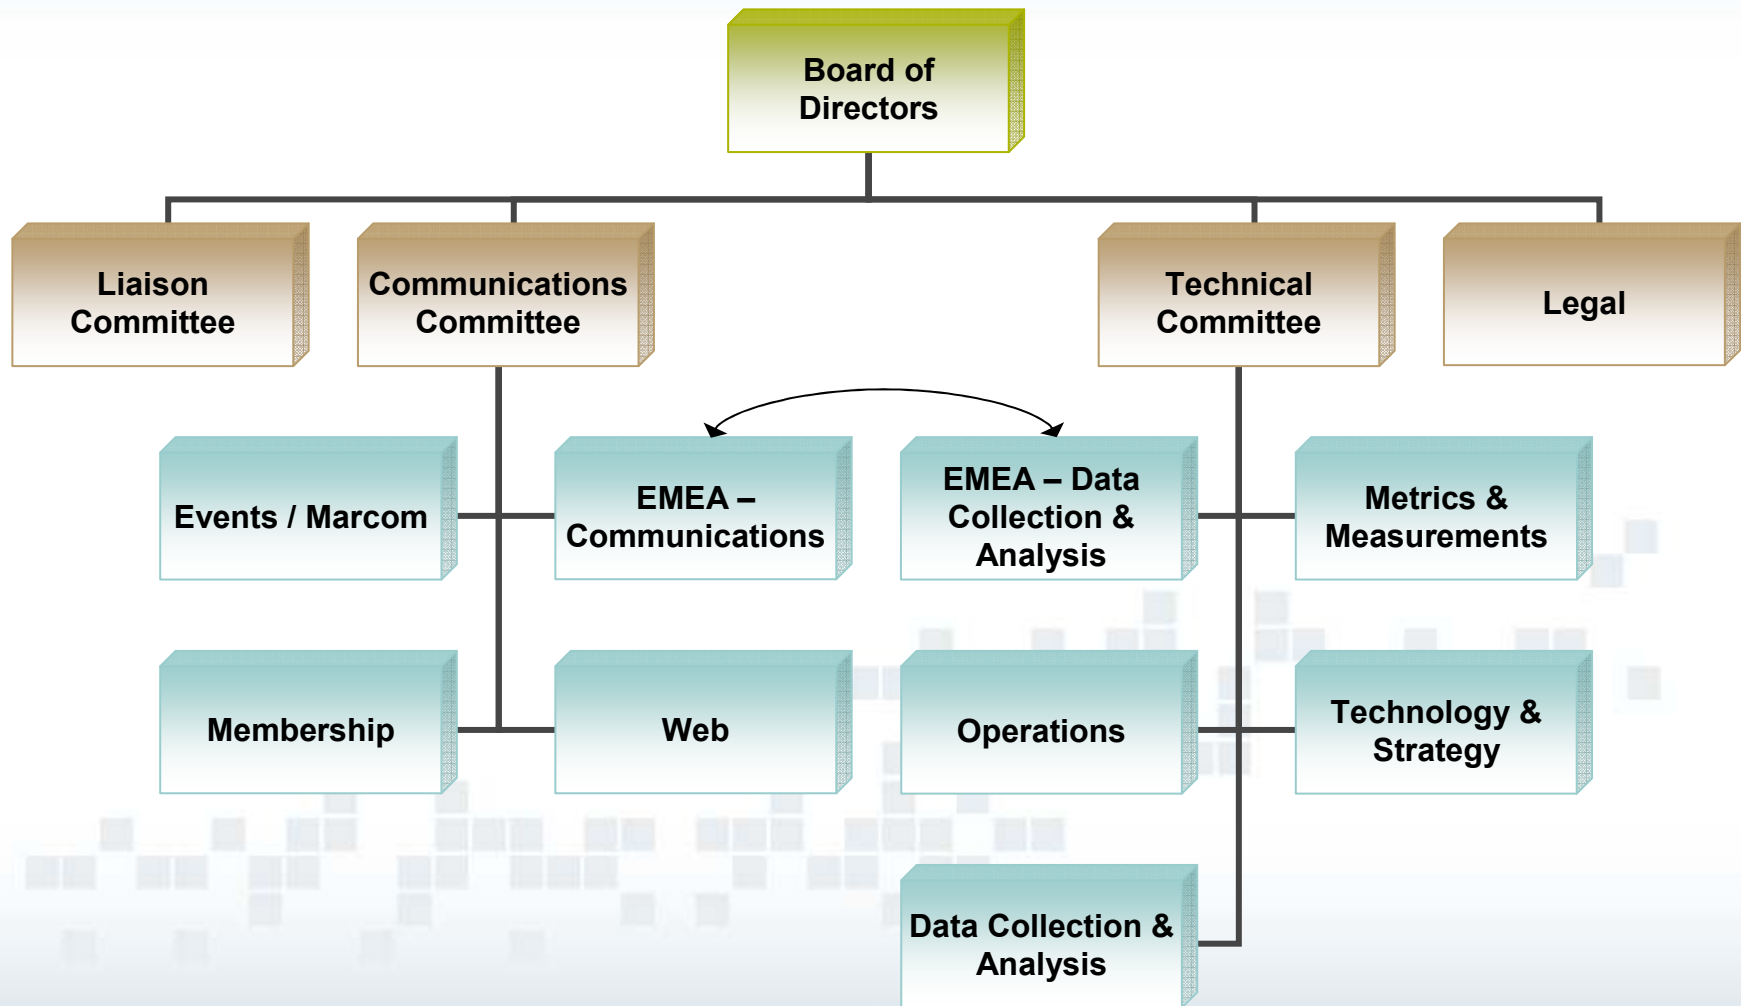 Board of
Directors
Liaison
Committee
Communications
Committee
Technical
Committee
Legal
Events / Marcom
EMEA –
Communications
EMEA – Data
Collection &
Analysis
Metrics &
Measurements
Membership
Web
Operations
Technology &
Strategy
Data Collection &
Analysis